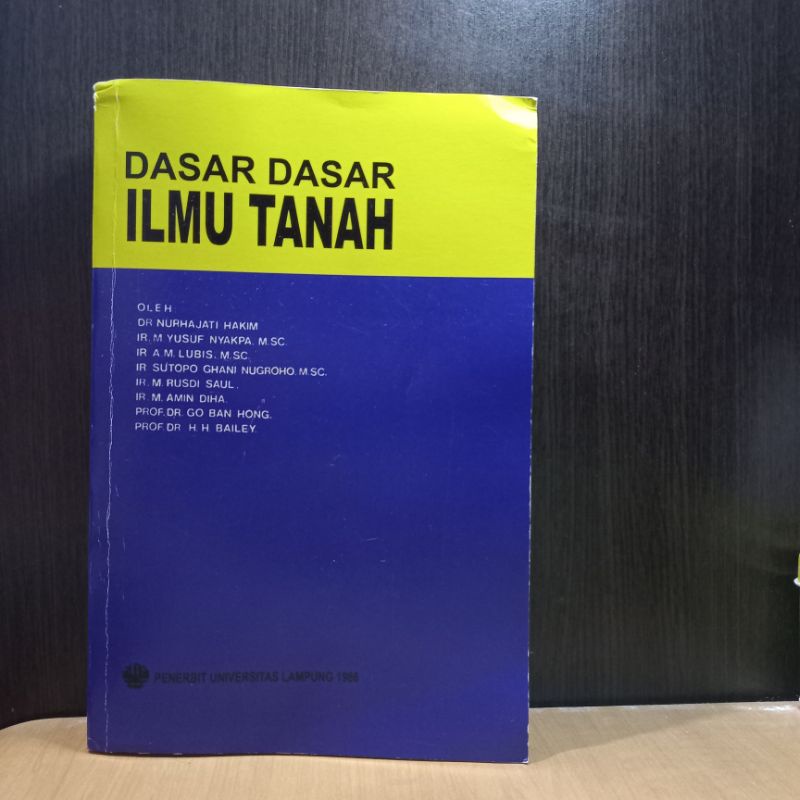 DASAR DASAR
ILMU TANAH
OLEH
DR NURHAJATI HAKIM
IR. M YUSUF NYAKPA, M.SC.
IR A.M. LUBIS. M.SC.
IR SUTOPO GHANI NUGROHO. M.SC.
IR. M. RUSDI SAUL.
IR. M. AMIN DIHA.
PROF. DR. GO BAN HONG.
PROF. DR H. H. BAILEY.
PENERBIT UNIVERSITAS LAMPUNG 1986